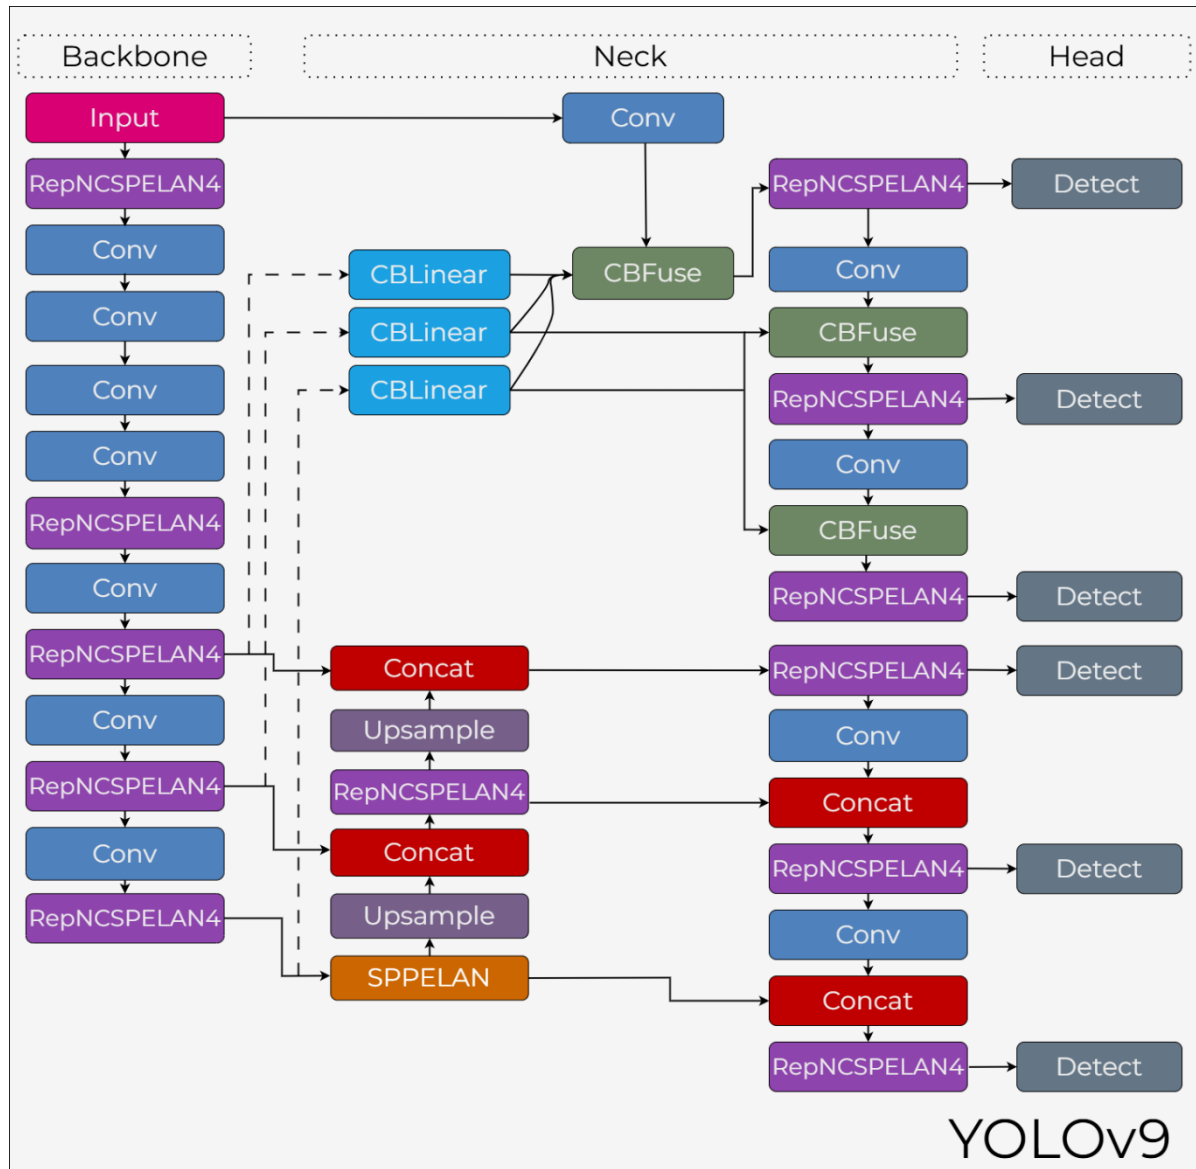 Backbone
Neck
Head
Input
Conv
RepNCSPELAN4
RepNCSPELAN4
Detect
Conv
CBLinear
CBFuse
Conv
Conv
CBLinear
CBFuse
Conv
CBLinear
RepNCSPELAN4
Detect
Conv
Conv
RepNCSPELAN4
CBFuse
Conv
RepNCSPELAN4
Detect
RepNCSPELAN4
Concat
RepNCSPELAN4
Detect
Conv
Upsample
Conv
RepNCSPELAN4
RepNCSPELAN4
Concat
Conv
Concat
RepNCSPELAN4
Detect
RepNCSPELAN4
Upsample
Conv
SPPELAN
Concat
RepNCSPELAN4
Detect
YOLOv9